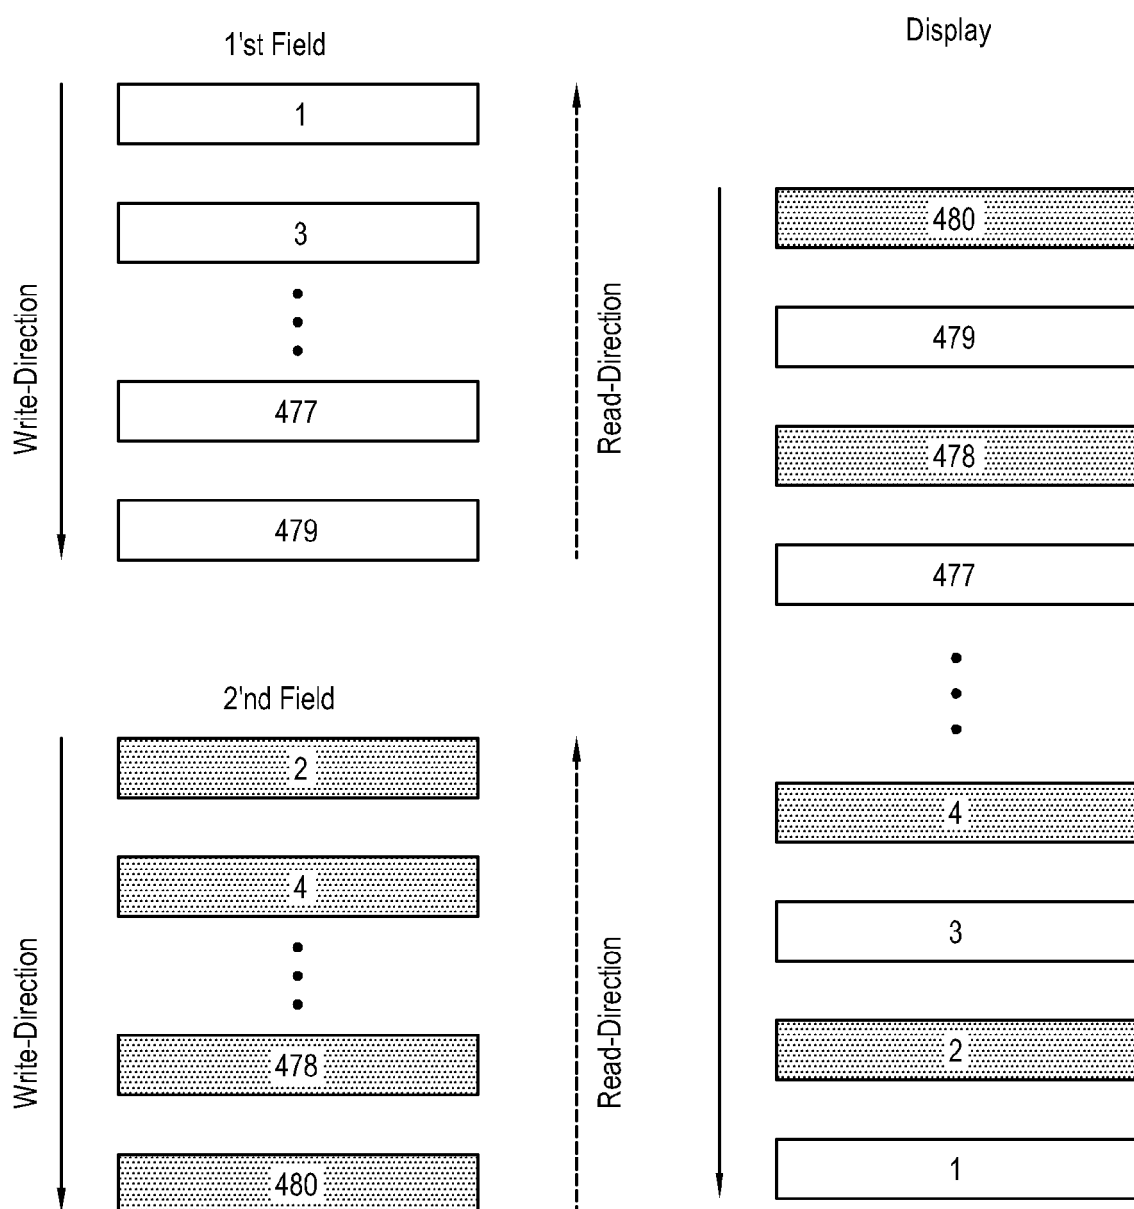 1'st Field
Write-Direction
1
3
477
479
Read-Direction
2'nd Field
Write-Direction
2
4
478
480
Read-Direction
Display
480
479
478
477
4
3
2
1